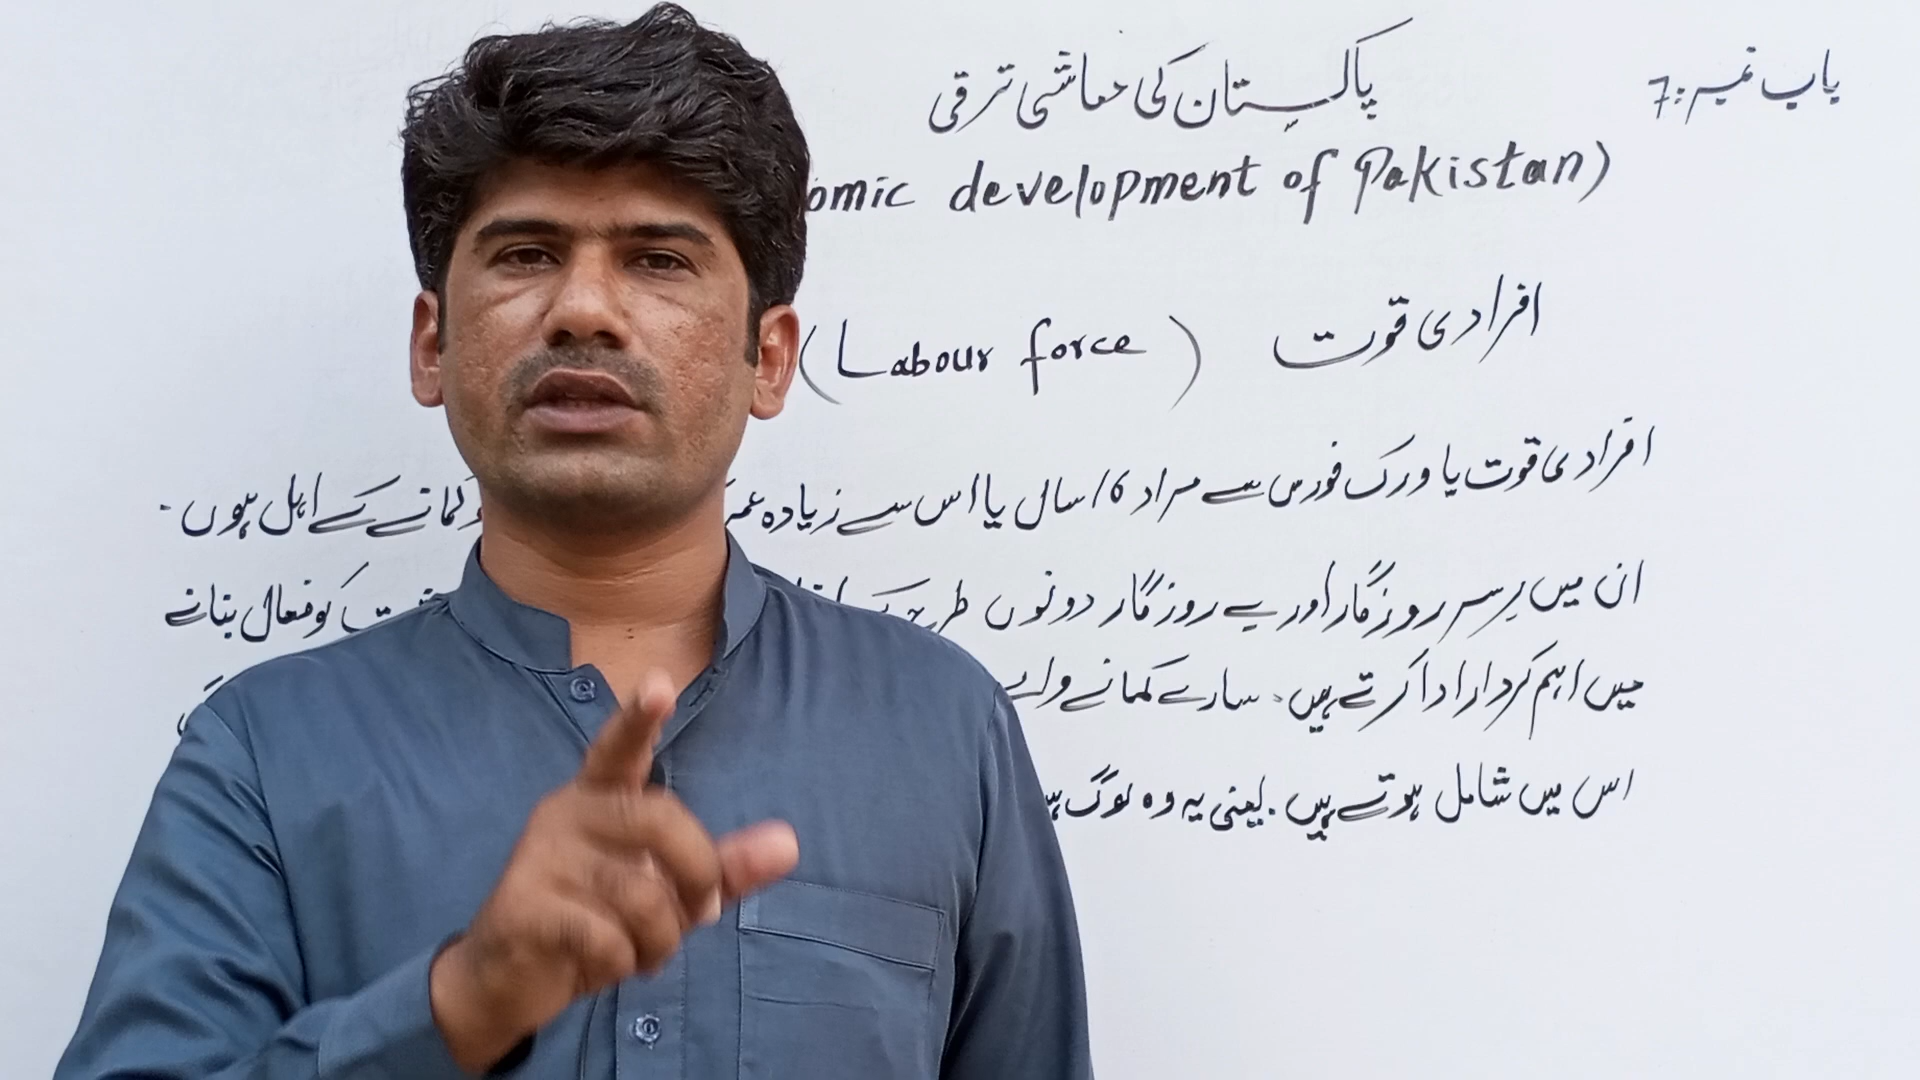 باب نمبر:7
پاکستان کی معاشی ترقی
omic development of Pakistan)
افرادی قوت (Labour force)
افرادی قوت یا ورک فورس سے مراد 16 سال یا اس سے زیادہ عمر کمانے کے اہل ہوں۔
ان میں برسر روزگار اور بے روزگار دونوں طرح کے کو فعال بنانے
میں اہم کردار ادا کرتے ہیں۔ سارے کمانے والے
اس میں شامل ہوتے ہیں۔ یعنی یہ وہ لوگ